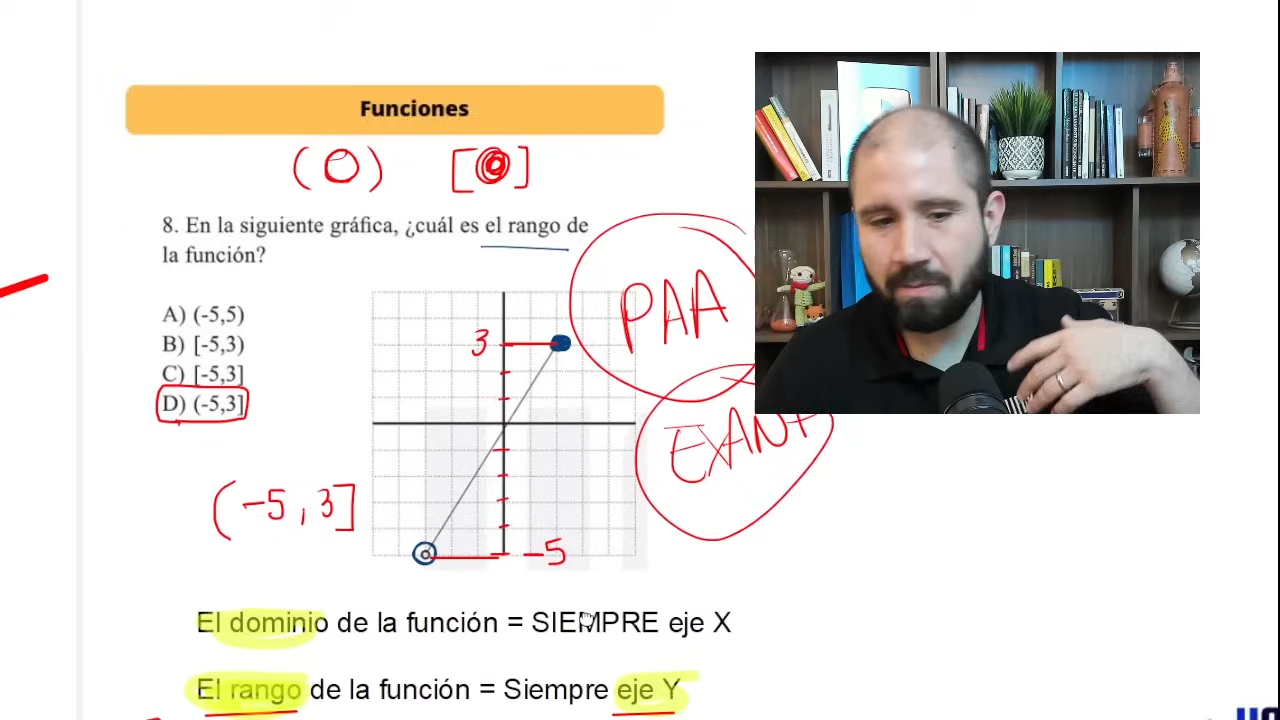 Funciones
( O ) [ O ]
8. En la siguiente gráfica, ¿cuál es el rango de
la función?
A) (-5,5)
B) [-5,3)
C) [-5,3]
D) (-5,3]
(-5,3]
3
-5
PAA
El dominio de la función = SIEMPRE eje X
El rango de la función = Siempre eje Y